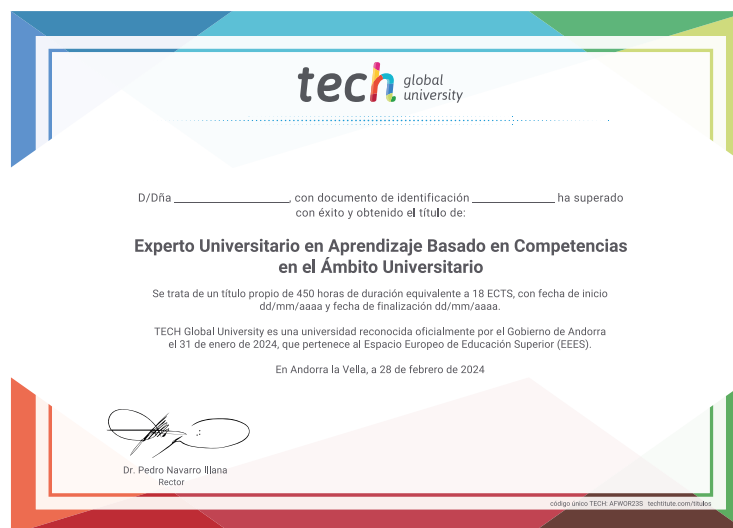 tech global university
D/Dña ________________, con documento de identificación ____________ ha superado
con éxito y obtenido el título de:
Experto Universitario en Aprendizaje Basado en Competencias
en el Ámbito Universitario
Se trata de un título propio de 450 horas de duración equivalente a 18 ECTS, con fecha de inicio
dd/mm/aaaa y fecha de finalización dd/mm/aaaa.
TECH Global University es una universidad reconocida oficialmente por el Gobierno de Andorra
el 31 de enero de 2024, que pertenece al Espacio Europeo de Educación Superior (EEES).
En Andorra la Vella, a 28 de febrero de 2024
Dr. Pedro Navarro Illana
Rector
código único TECH: AFWOR23S techtitute.com/titulos